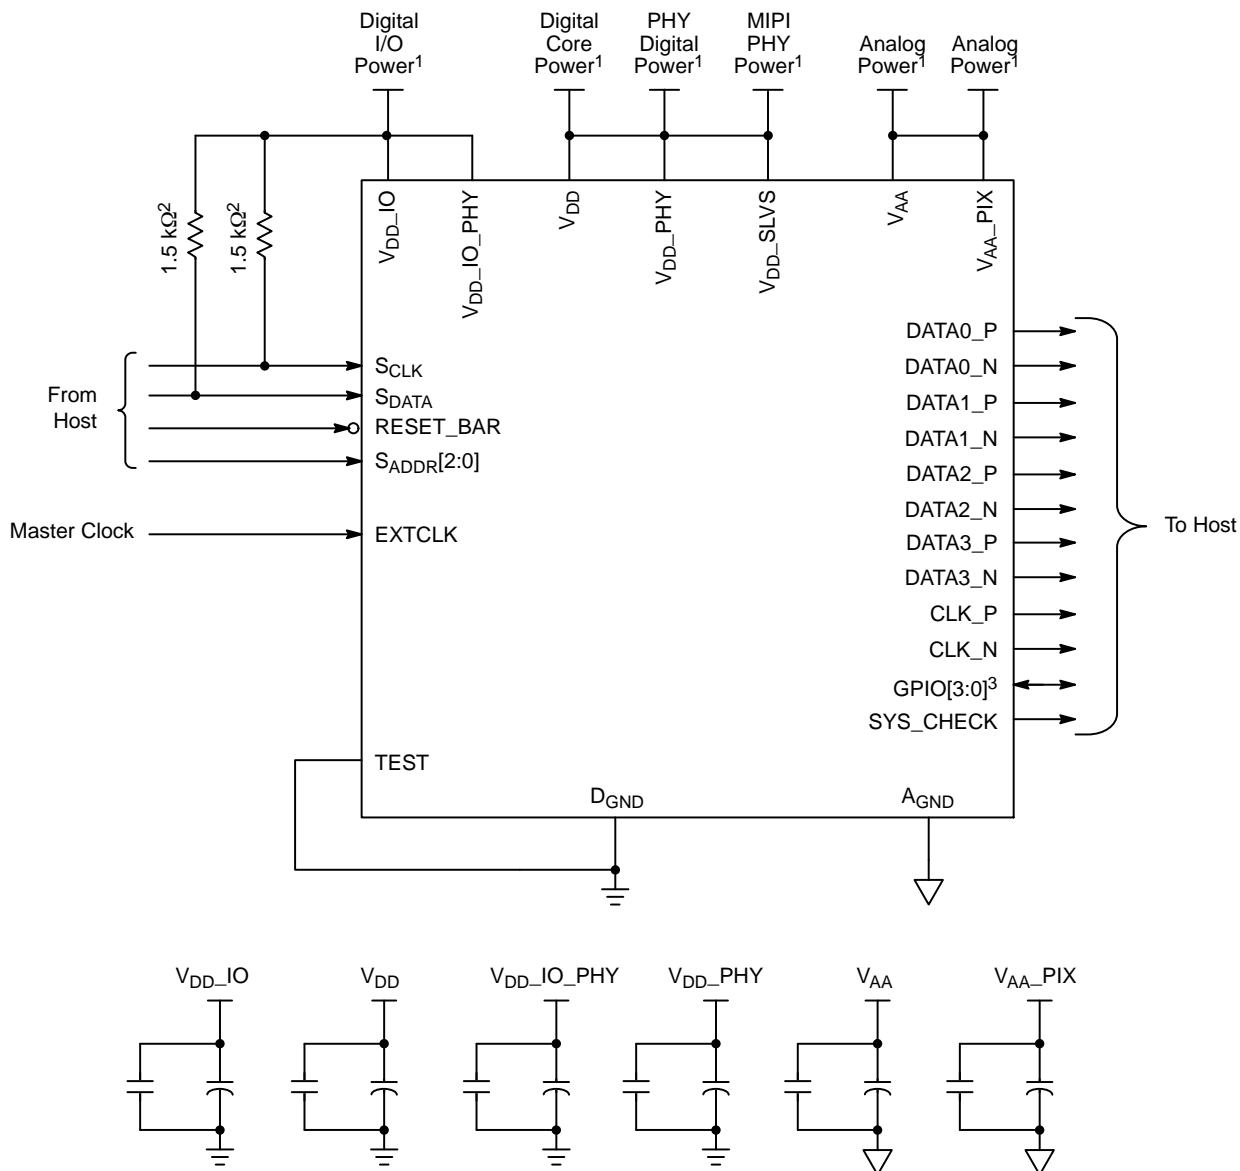 Digital
I/O
Power¹
Digital
Core
Power¹
PHY
Digital
Power¹
MIPI
PHY
Power¹
Analog
Power¹
Analog
Power¹
1.5 kΩ²
1.5 kΩ²
VDD_IO
VDD_IO_PHY
VDD
VDD_PHY
VDD_SLVS
VAA
VAA_PIX
From
Host
SCLK
SDATA
RESET_BAR
SADDR[2:0]
Master Clock
EXTCLK
TEST
DATA0_P
DATA0_N
DATA1_P
DATA1_N
DATA2_P
DATA2_N
DATA3_P
DATA3_N
CLK_P
CLK_N
GPIO[3:0]³
SYS_CHECK
To Host
DGND
AGND
VDD_IO
VDD
VDD_IO_PHY
VDD_PHY
VAA
VAA_PIX